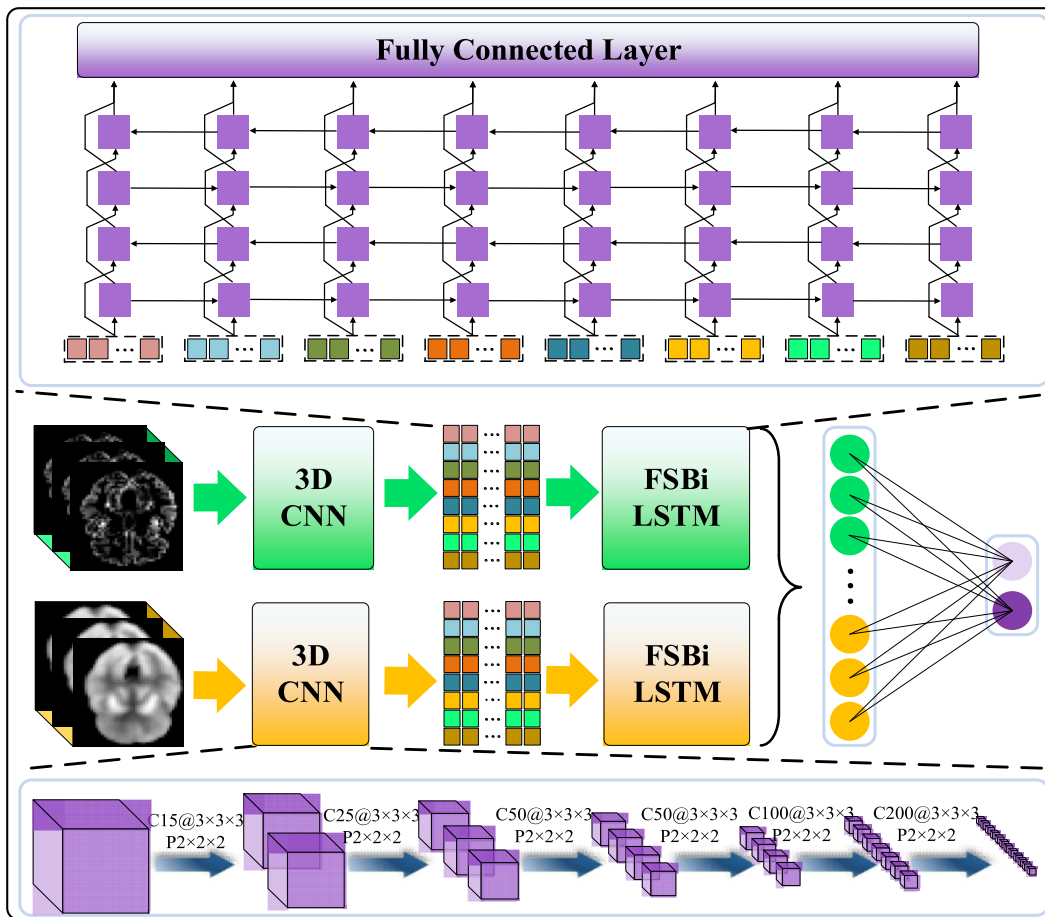 Fully Connected Layer
... ... ... ... ... ... ... ...
3D
CNN
...
FSBi
LSTM
3D
CNN
...
FSBi
LSTM
C15@3×3×3
P2×2×2
C25@3×3×3
P2×2×2
C50@3×3×3
P2×2×2
C50@3×3×3
P2×2×2
C100@3×3×3
P2×2×2
C200@3×3×3
P2×2×2